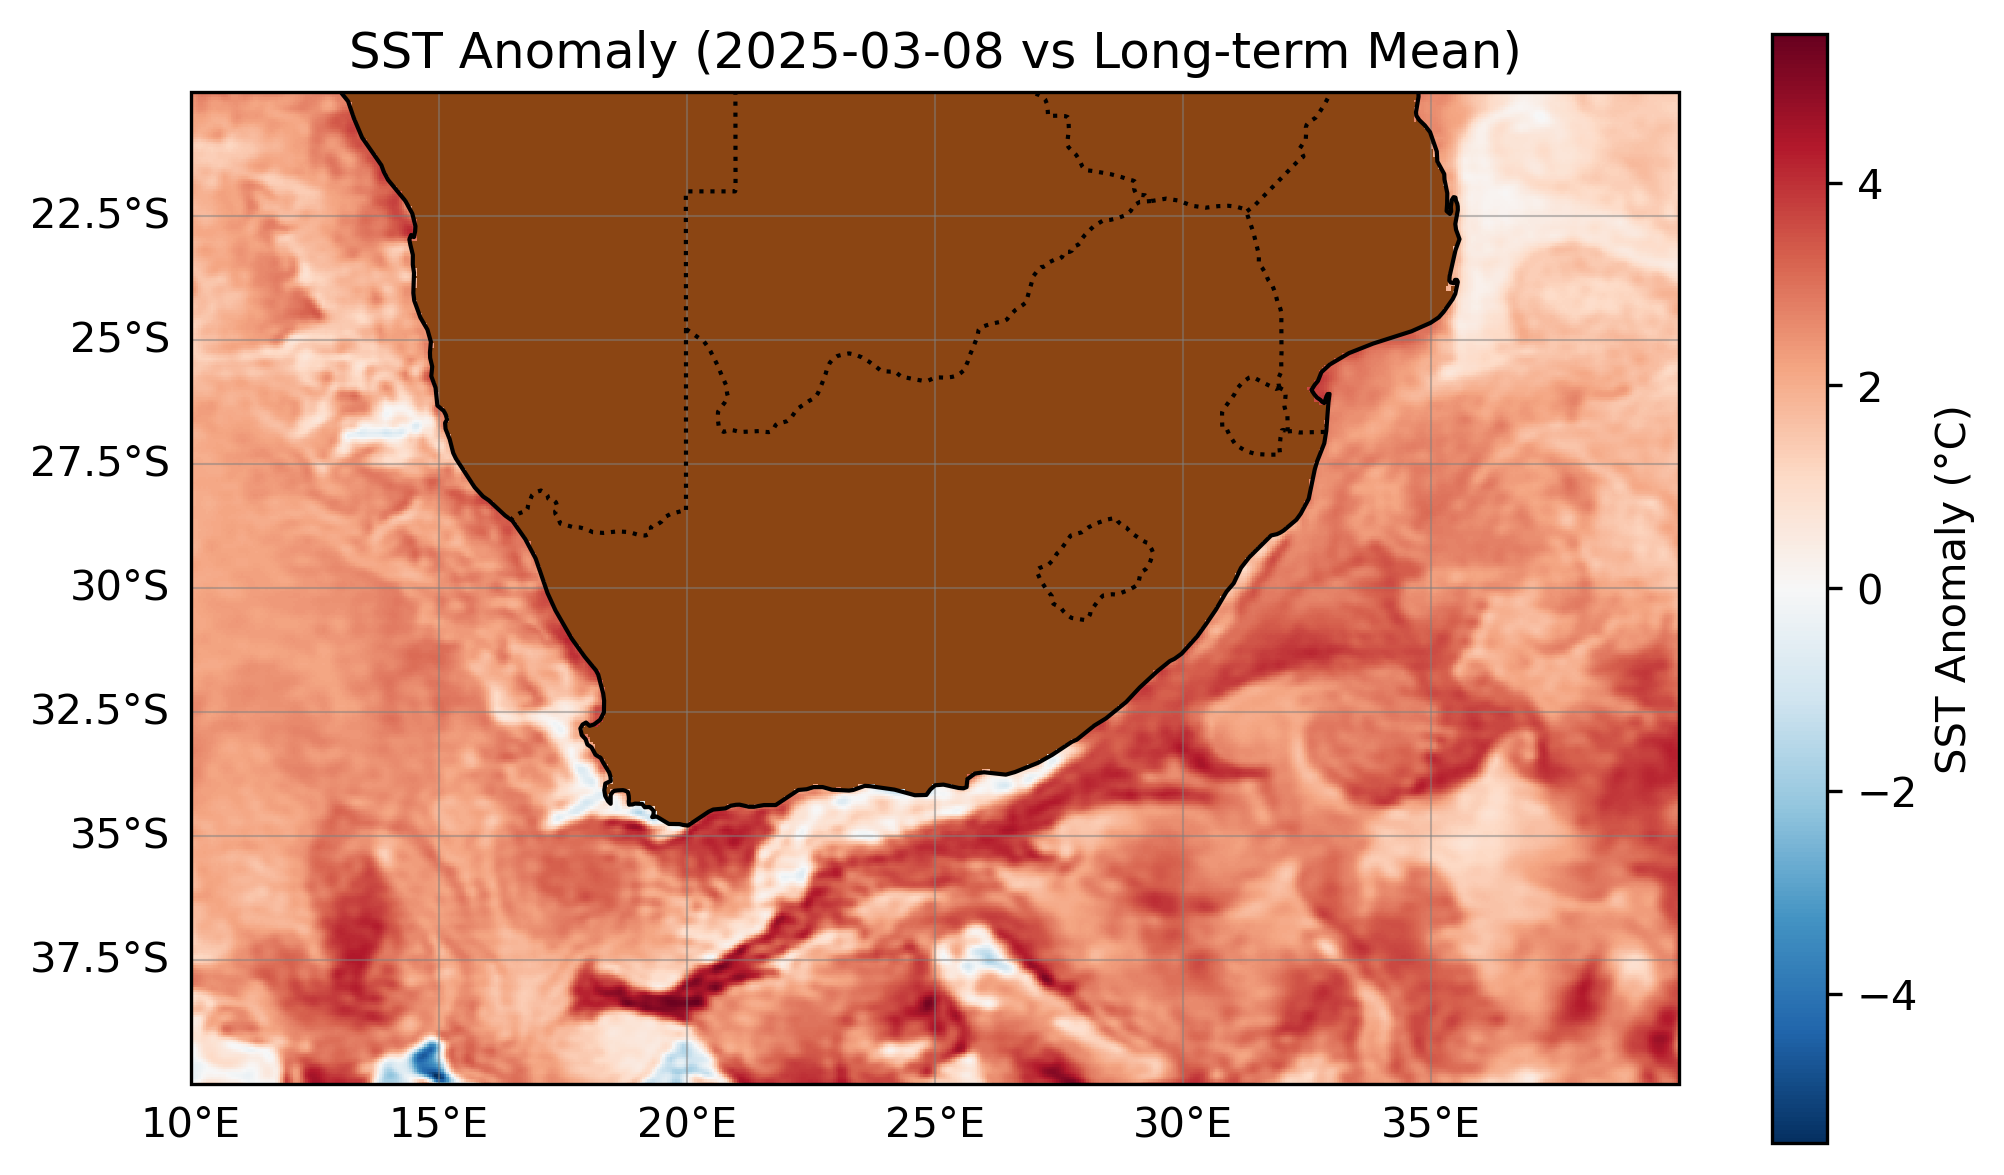 SST Anomaly (2025-03-08 vs Long-term Mean)
22.5°S
25°S
27.5°S
30°S
32.5°S
35°S
37.5°S
10°E 15°E 20°E 25°E 30°E 35°E
4
2
0
−2
−4
SST Anomaly (°C)